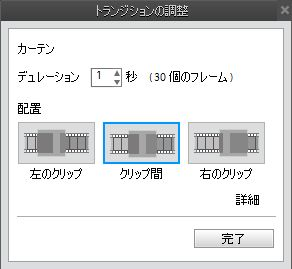 トランジションの調整
カーテン
デュレーション 1 秒 (30 個のフレーム)
配置
左のクリップ クリップ間 右のクリップ
詳細
完了